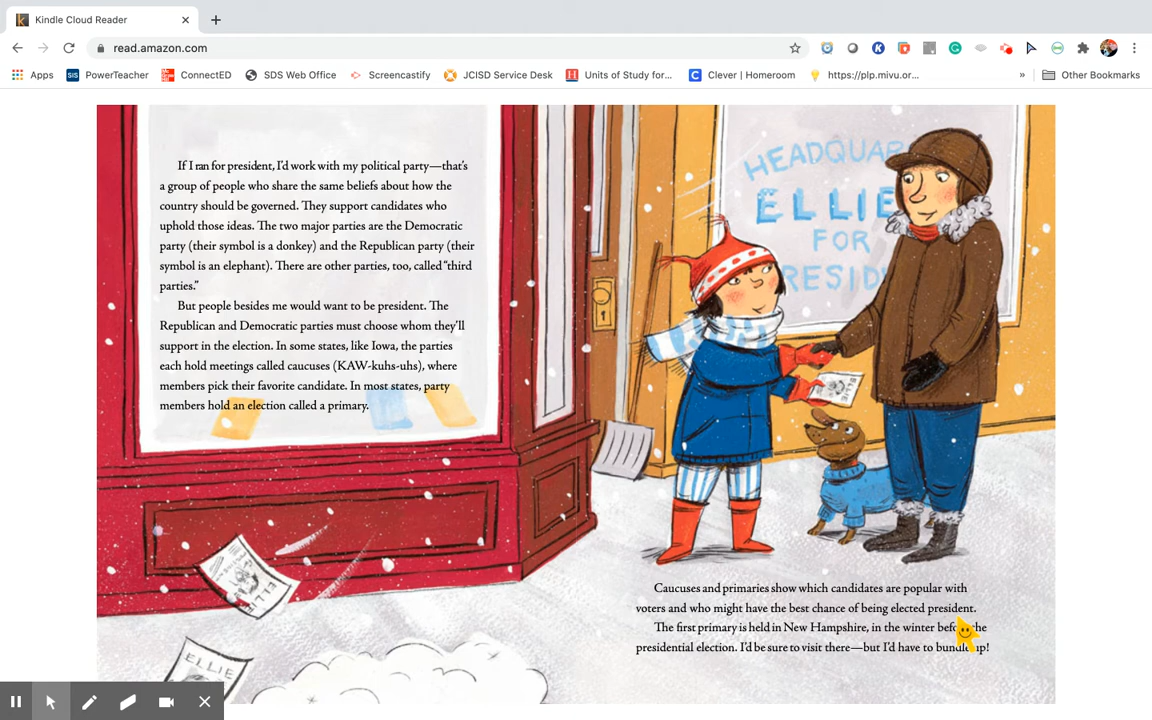 Kindle Cloud Reader
read.amazon.com
Apps
SIS PowerTeacher
ConnectED
SDS Web Office
Screencastify
JCISD Service Desk
Units of Study for...
C Clever | Homeroom
https://plp.mivu.or...
»
Other Bookmarks
If I ran for president, I'd work with my political party—that's
a group of people who share the same beliefs about how the
country should be governed. They support candidates who
uphold those ideas. The two major parties are the Democratic
party (their symbol is a donkey) and the Republican party (their
symbol is an elephant). There are other parties, too, called "third
parties."
But people besides me would want to be president. The
Republican and Democratic parties must choose whom they'll
support in the election. In some states, like Iowa, the parties
each hold meetings called caucuses (KAW-kuhs-uhs), where
members pick their favorite candidate. In most states, party
members hold an election called a primary.
HEADQUAR
ELLIE
FOR
RESID
ELLIE
ELLIE
ELLIE
Caucuses and primaries show which candidates are popular with
voters and who might have the best chance of being elected president.
The first primary is held in New Hampshire, in the winter before the
presidential election. I'd be sure to visit there—but I'd have to bundle up!